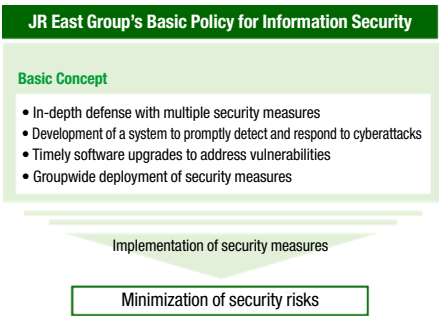 JR East Group's Basic Policy for Information Security
Basic Concept
• In-depth defense with multiple security measures
• Development of a system to promptly detect and respond to cyberattacks
• Timely software upgrades to address vulnerabilities
• Groupwide deployment of security measures
Implementation of security measures
Minimization of security risks